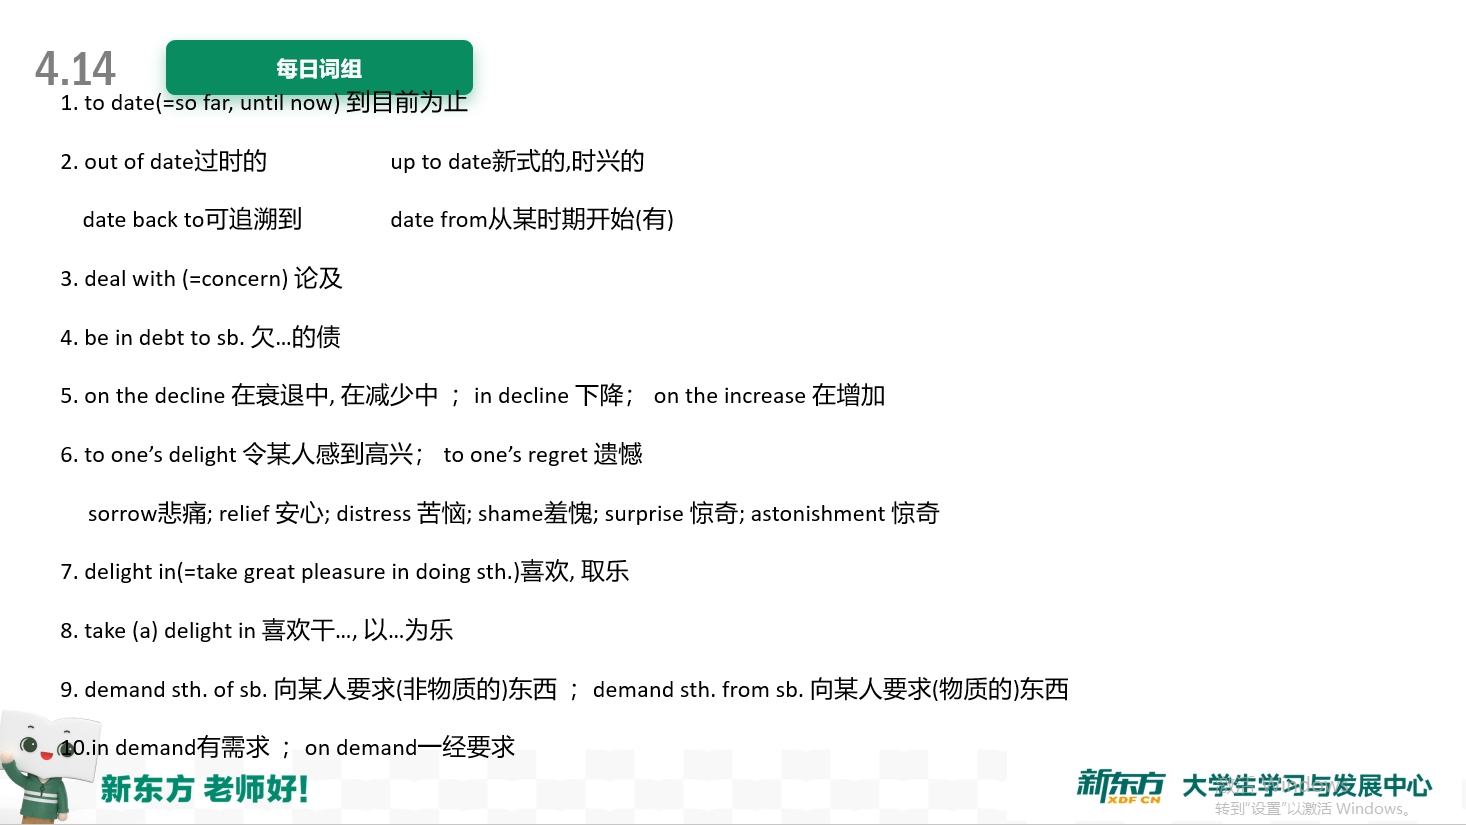 4.14
每日词组
1. to date(=so far, until now) 到目前为止
2. out of date过时的 up to date新式的,时兴的
date back to可追溯到 date from从某时期开始(有)
3. deal with (=concern) 论及
4. be in debt to sb. 欠…的债
5. on the decline 在衰退中, 在减少中 ; in decline 下降; on the increase 在增加
6. to one’s delight 令某人感到高兴; to one’s regret 遗憾
sorrow悲痛; relief 安心; distress 苦恼; shame羞愧; surprise 惊奇; astonishment 惊奇
7. delight in(=take great pleasure in doing sth.)喜欢, 取乐
8. take (a) delight in 喜欢干…, 以…为乐
9. demand sth. of sb. 向某人要求(非物质的)东西 ; demand sth. from sb. 向某人要求(物质的)东西
10.in demand有需求 ; on demand一经要求
新东方 老师好!
新东方 XDF.CN 大学生学习与发展中心
激活 Windows
转到“设置”以激活 Windows。